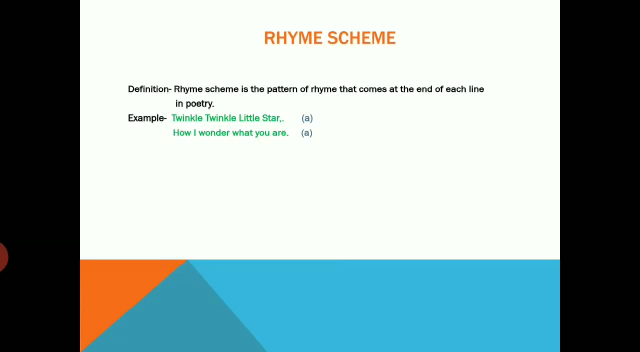 RHYME SCHEME
Definition- Rhyme scheme is the pattern of rhyme that comes at the end of each line
in poetry.
Example- Twinkle Twinkle Little Star,. (a)
How I wonder what you are. (a)